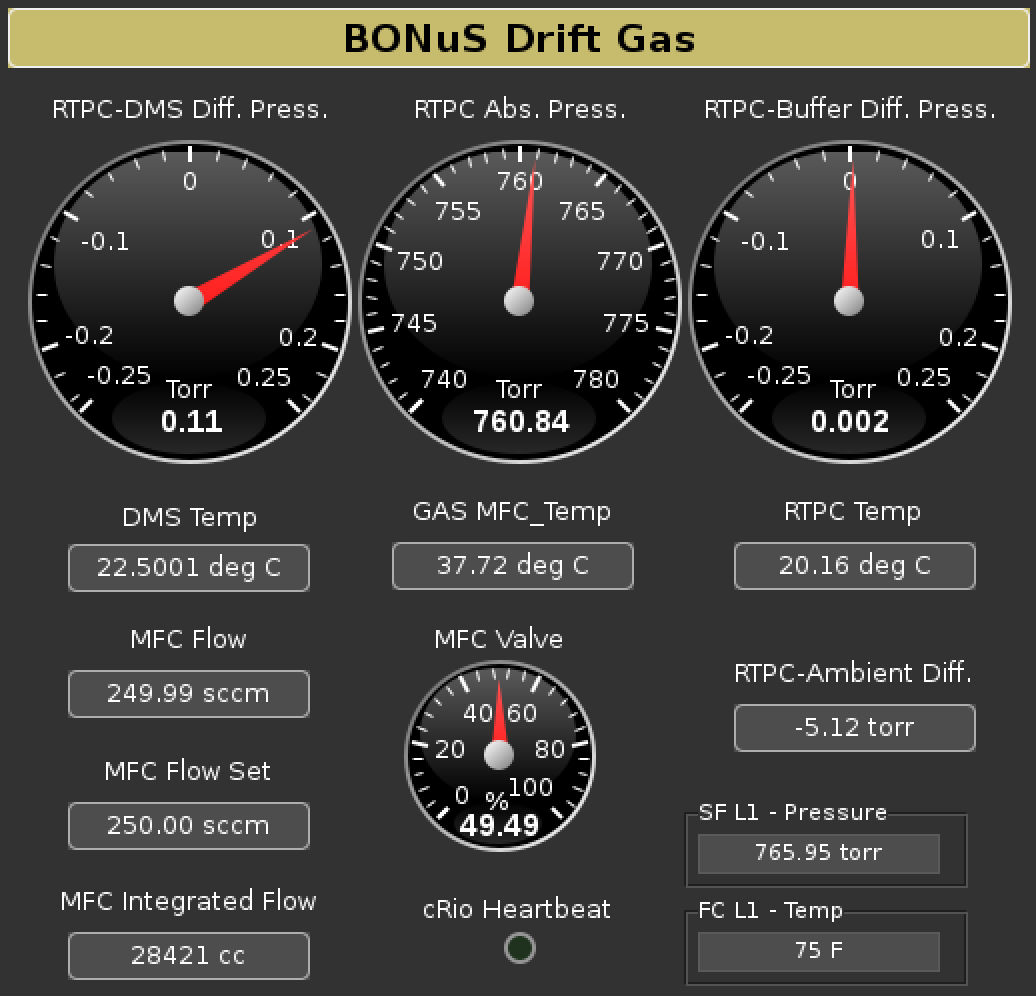 BONuS Drift Gas
RTPC-DMS Diff. Press.
0
-0.1
0.1
-0.2
0.2
-0.25
0.25
Torr
0.11
RTPC Abs. Press.
760
755
765
750
770
745
775
740
780
Torr
760.84
RTPC-Buffer Diff. Press.
0
-0.1
0.1
-0.2
0.2
-0.25
0.25
Torr
0.002
DMS Temp
22.5001 deg C
GAS MFC_Temp
37.72 deg C
RTPC Temp
20.16 deg C
MFC Flow
249.99 sccm
MFC Flow Set
250.00 sccm
MFC Integrated Flow
28421 cc
MFC Valve
40 60
20 80
0 % 100
49.49
cRio Heartbeat
RTPC-Ambient Diff.
-5.12 torr
SF L1 - Pressure
765.95 torr
FC L1 - Temp
75 F